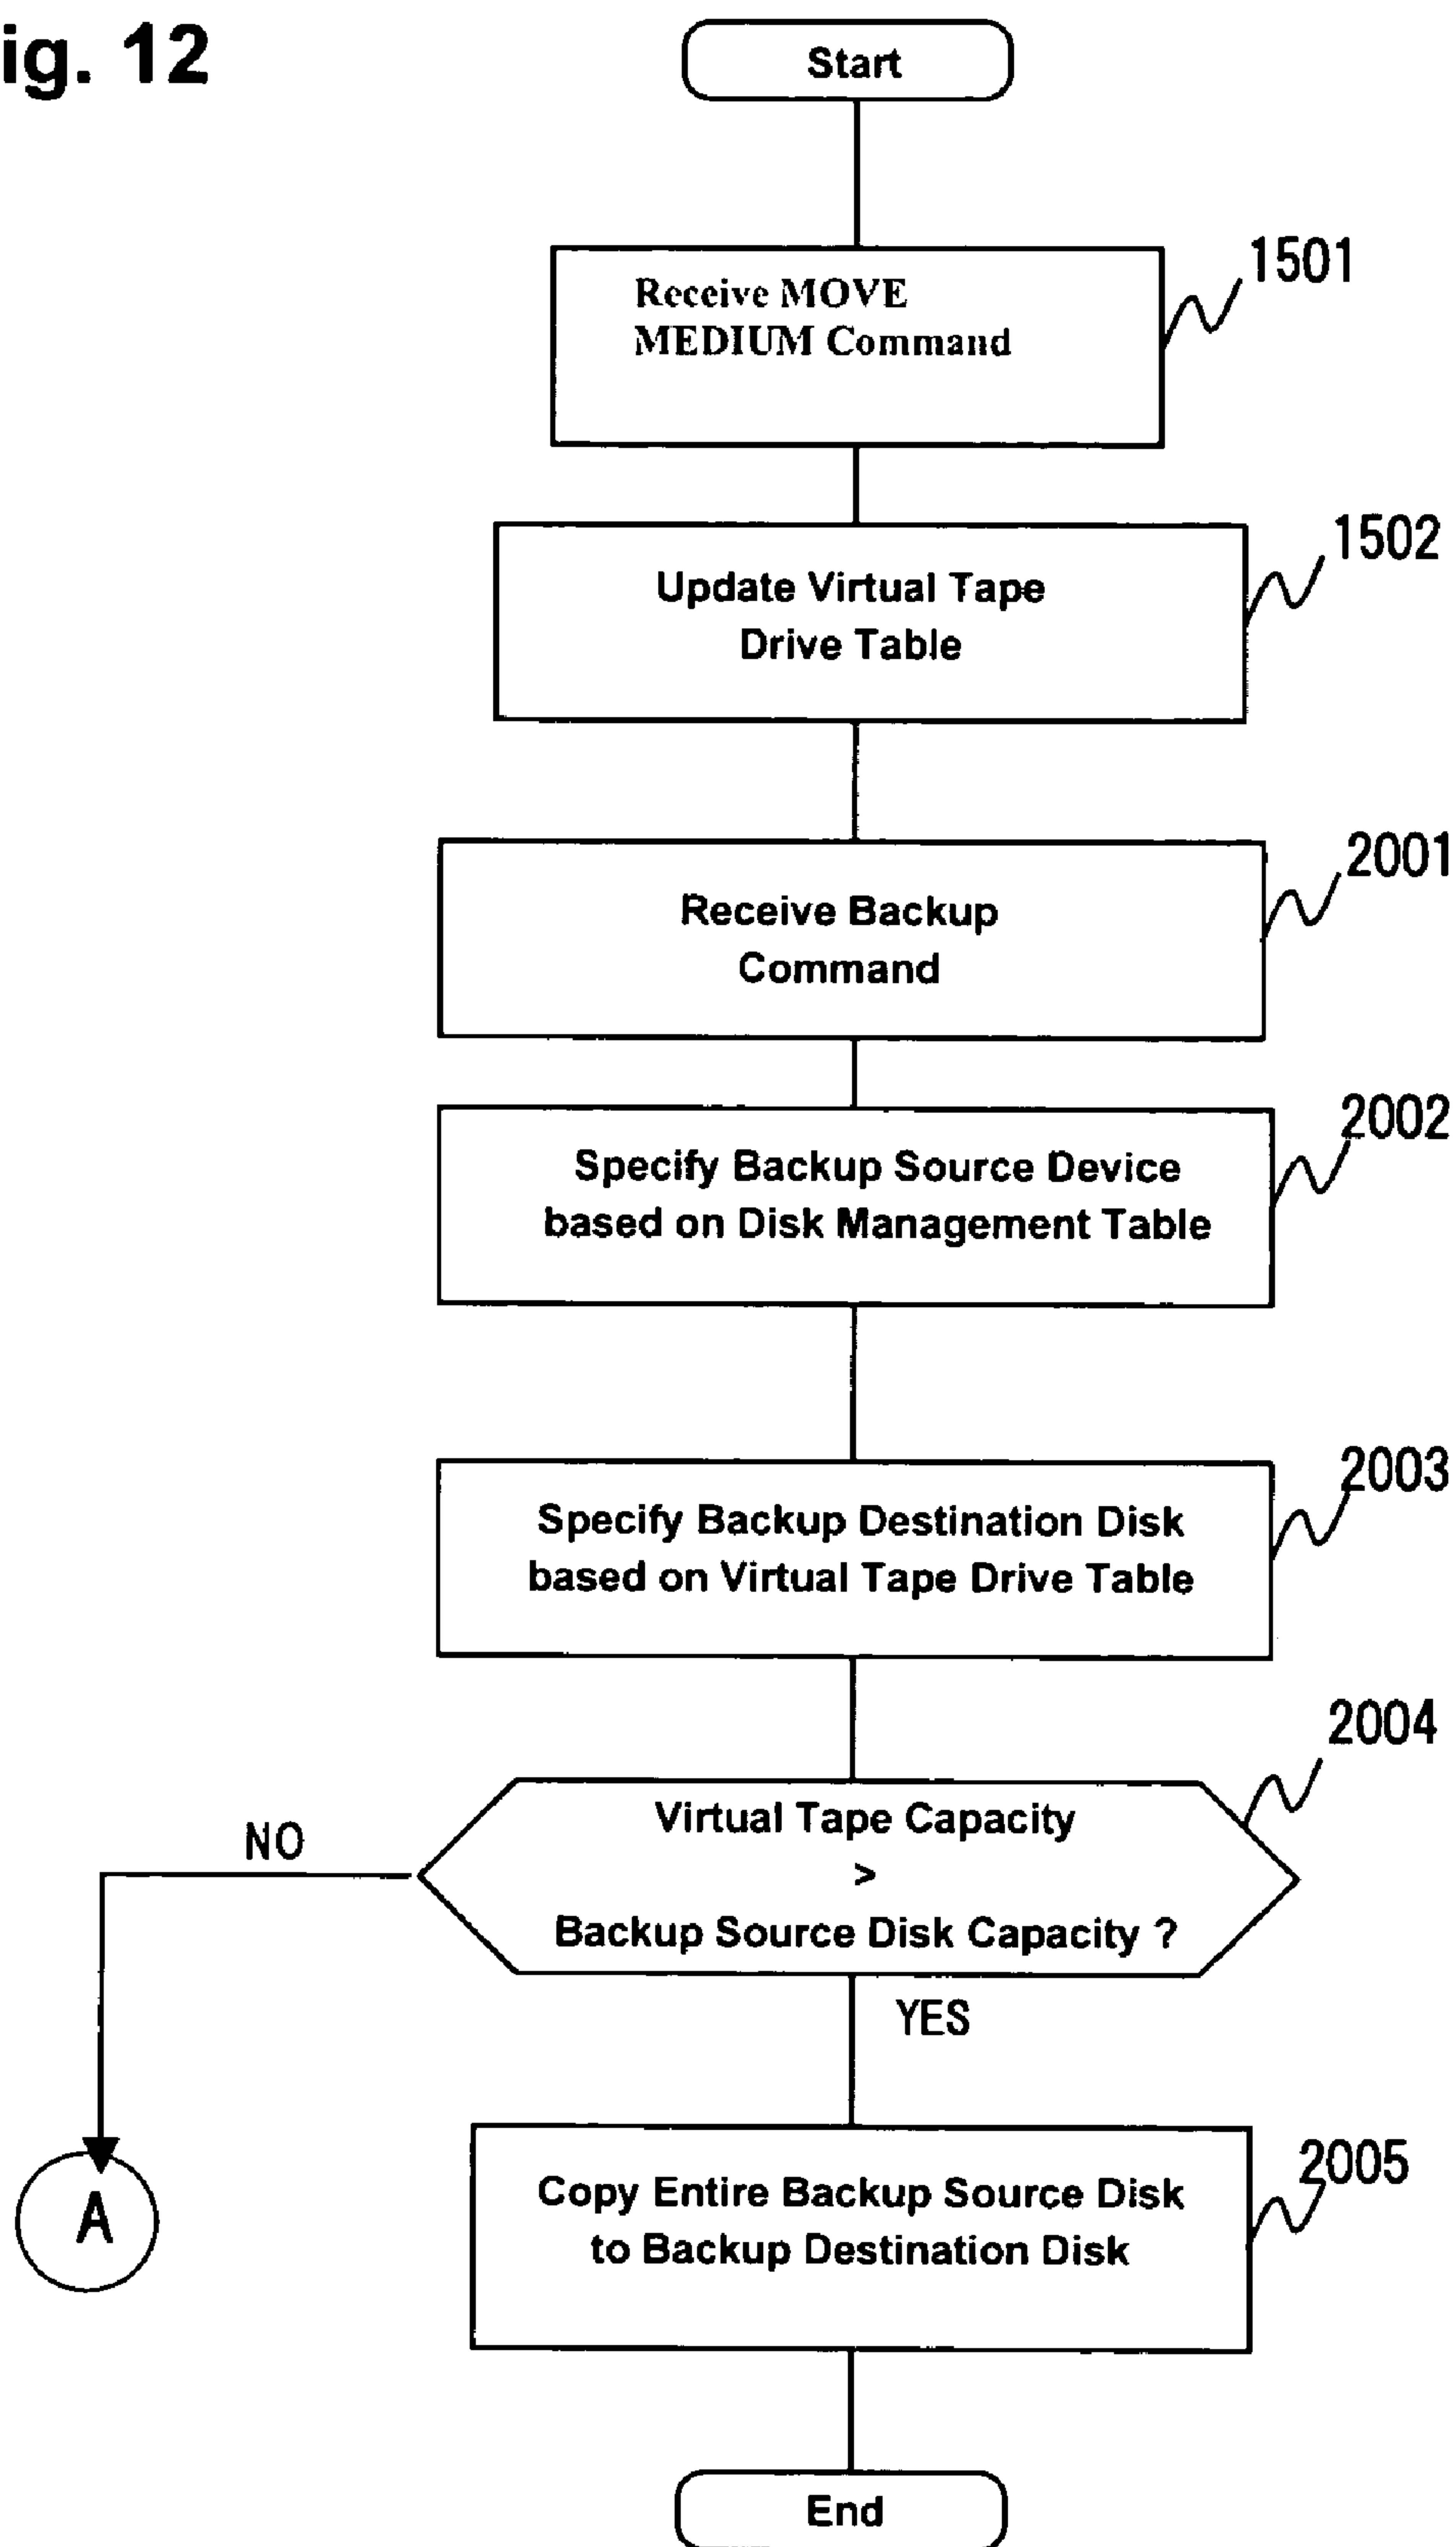 ig. 12
Start
Receive MOVE
MEDIUM Command
1501
Update Virtual Tape
Drive Table
1502
Receive Backup
Command
2001
Specify Backup Source Device
based on Disk Management Table
2002
Specify Backup Destination Disk
based on Virtual Tape Drive Table
2003
Virtual Tape Capacity
>
Backup Source Disk Capacity ?
2004
NO
YES
A
Copy Entire Backup Source Disk
to Backup Destination Disk
2005
End